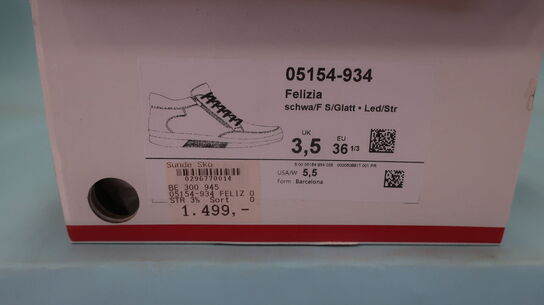 05154-934
Felizia
schwa/F S/Glatt • Led/Str
UK
3,5
EU
36 1/3
USA/W 5,5
Form: Barcelona
Sunde Sko
0296770014
BE 300 945
05154-934 FELIZ 0
STR 3½ Sort 0
1.499,-